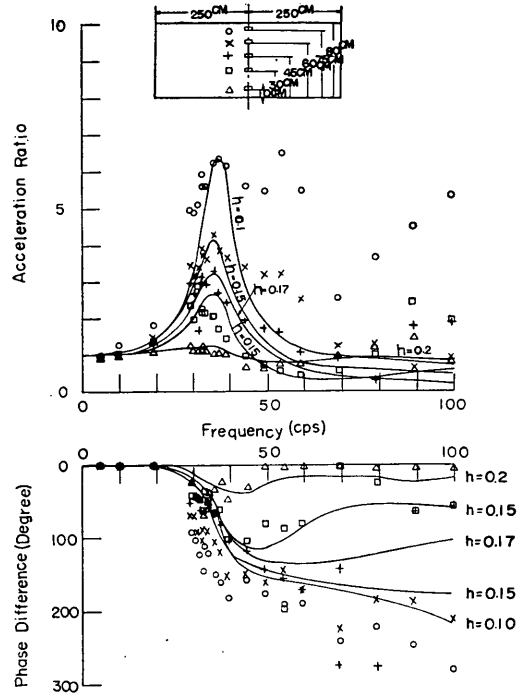 250CM 250CM
80CM
60CM
45CM
30CM
10
5
0
Acceleration Ratio
h=0.1
h=0.15
h=0.17
h=0.15
h=0.2
50 100
Frequency (cps)
0 50 100
0
100
200
300
Phase Difference (Degree)
h=0.2
h=0.15
h=0.17
h=0.15
h=0.10